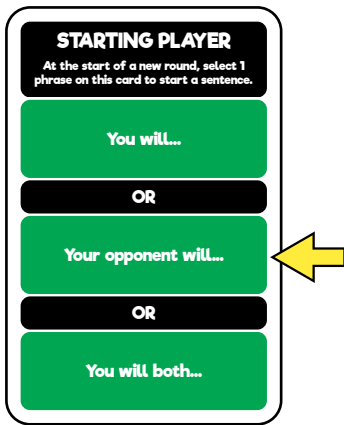 STARTING PLAYER
At the start of a new round, select 1
phrase on this card to start a sentence.
You will...
OR
Your opponent will...
OR
You will both...